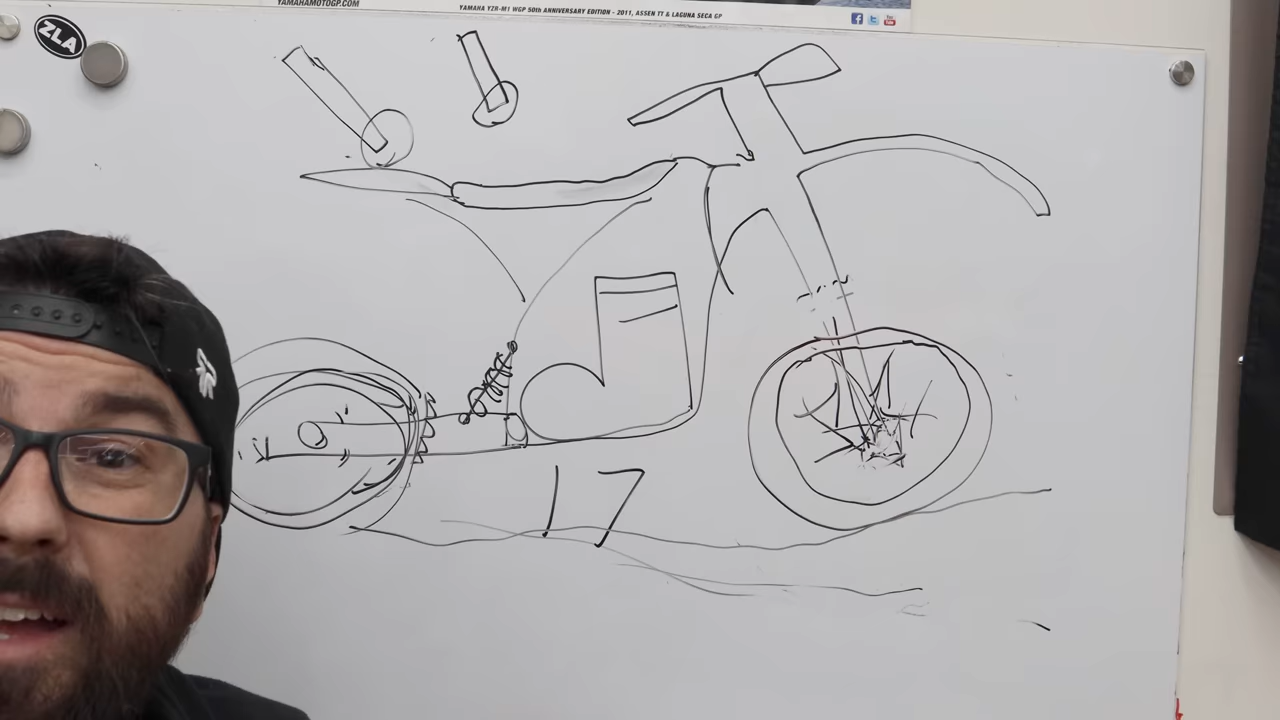 YAMAHAMOTOGP.COM
YAMAHA YZR-M1 WGP 50th ANNIVERSARY EDITION - 2011, ASSEN TT & LAGUNA SECA GP
ZLA
17